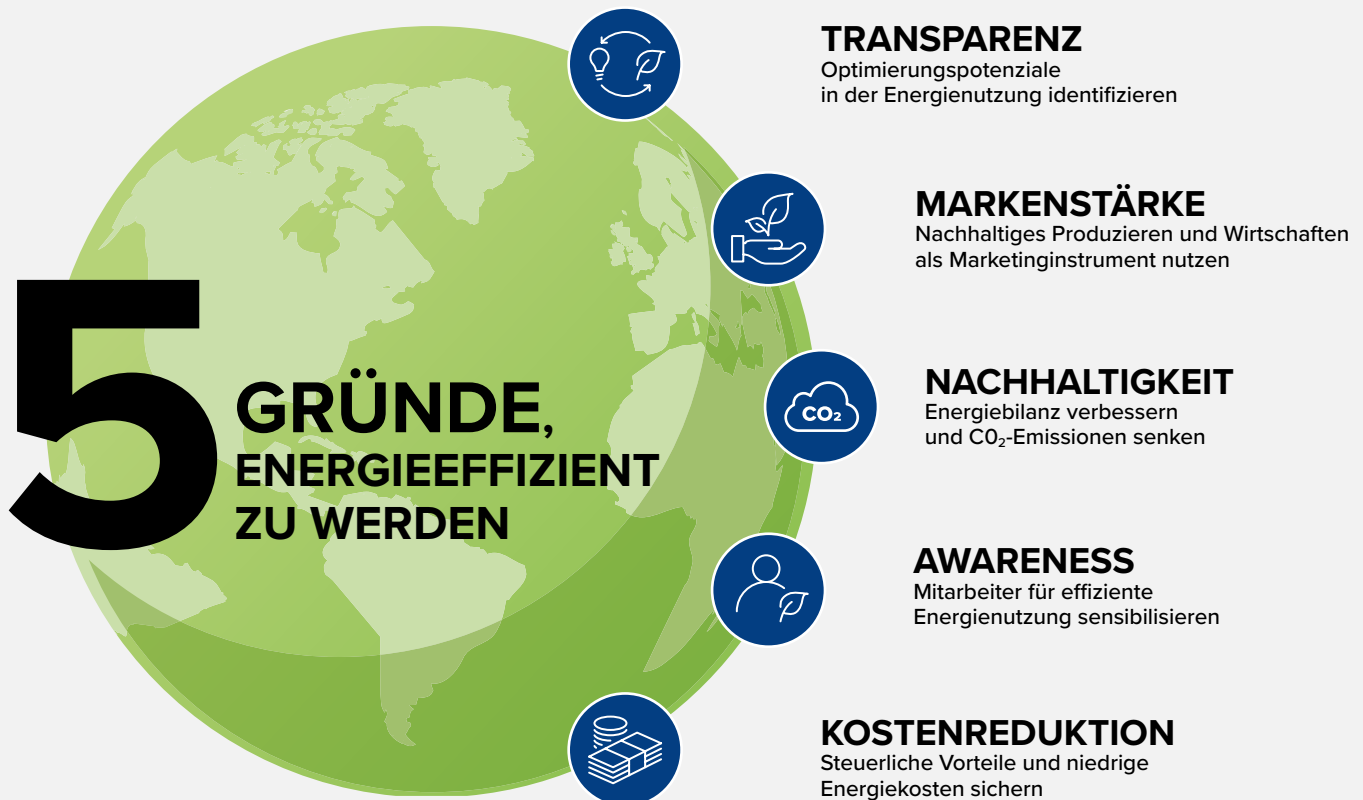 5
GRÜNDE,
ENERGIEEFFIZIENT
ZU WERDEN
TRANSPARENZ
Optimierungspotenziale
in der Energienutzung identifizieren
MARKENSTÄRKE
Nachhaltiges Produzieren und Wirtschaften
als Marketinginstrument nutzen
CO₂
NACHHALTIGKEIT
Energiebilanz verbessern
und C0₂-Emissionen senken
AWARENESS
Mitarbeiter für effiziente
Energienutzung sensibilisieren
KOSTENREDUKTION
Steuerliche Vorteile und niedrige
Energiekosten sichern